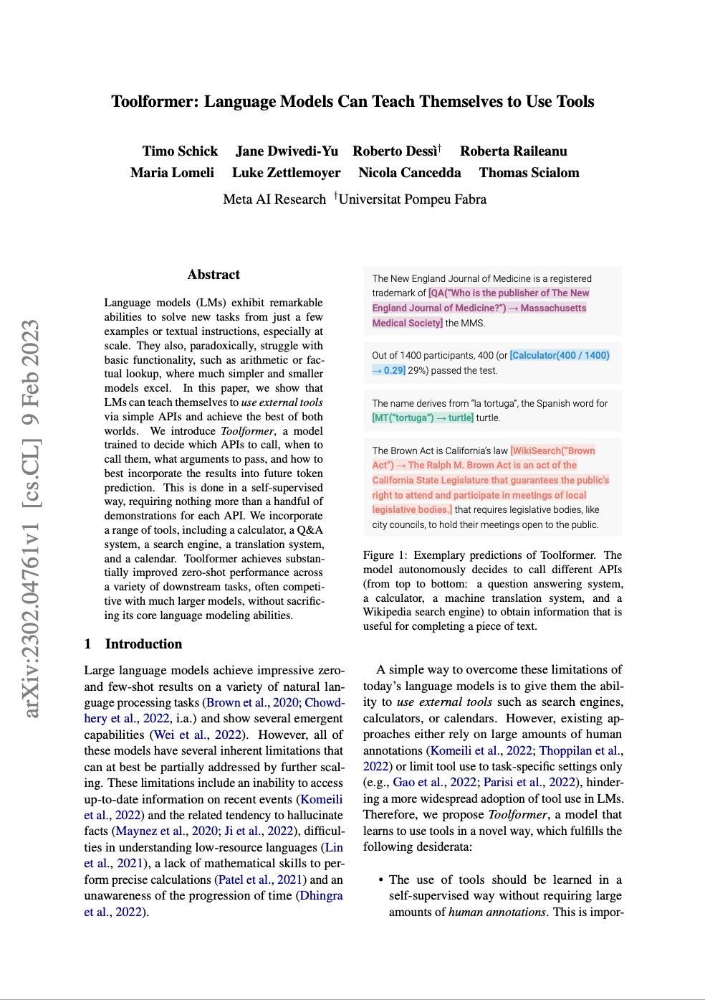 Toolformer: Language Models Can Teach Themselves to Use Tools
Timo Schick Jane Dwivedi-Yu Roberto Dessì† Roberta Raileanu
Maria Lomeli Luke Zettlemoyer Nicola Cancedda Thomas Scialom
Meta AI Research †Universitat Pompeu Fabra
arXiv:2302.04761v1 [cs.CL] 9 Feb 2023
Abstract
Language models (LMs) exhibit remarkable
abilities to solve new tasks from just a few
examples or textual instructions, especially at
scale. They also, paradoxically, struggle with
basic functionality, such as arithmetic or fac-
tual lookup, where much simpler and smaller
models excel. In this paper, we show that
LMs can teach themselves to use external tools
via simple APIs and achieve the best of both
worlds. We introduce Toolformer, a model
trained to decide which APIs to call, when to
call them, what arguments to pass, and how to
best incorporate the results into future token
prediction. This is done in a self-supervised
way, requiring nothing more than a handful of
demonstrations for each API. We incorporate
a range of tools, including a calculator, a Q&A
system, a search engine, a translation system,
and a calendar. Toolformer achieves substan-
tially improved zero-shot performance across
a variety of downstream tasks, often competi-
tive with much larger models, without sacrific-
ing its core language modeling abilities.
1 Introduction
Large language models achieve impressive zero-
and few-shot results on a variety of natural lan-
guage processing tasks (Brown et al., 2020; Chowd-
hery et al., 2022, i.a.) and show several emergent
capabilities (Wei et al., 2022). However, all of
these models have several inherent limitations that
can at best be partially addressed by further scal-
ing. These limitations include an inability to access
up-to-date information on recent events (Komeili
et al., 2022) and the related tendency to hallucinate
facts (Maynez et al., 2020; Ji et al., 2022), difficul-
ties in understanding low-resource languages (Lin
et al., 2021), a lack of mathematical skills to per-
form precise calculations (Patel et al., 2021) and an
unawareness of the progression of time (Dhingra
et al., 2022).
The New England Journal of Medicine is a registered
trademark of [QA(“Who is the publisher of The New
England Journal of Medicine?”) → Massachusetts
Medical Society] the MMS.
Out of 1400 participants, 400 (or [Calculator(400 / 1400)
→ 0.29] 29%) passed the test.
The name derives from “la tortuga”, the Spanish word for
[MT(“tortuga”) → turtle] turtle.
The Brown Act is California’s law [WikiSearch(“Brown
Act”) → The Ralph M. Brown Act is an act of the
California State Legislature that guarantees the public's
right to attend and participate in meetings of local
legislative bodies.] that requires legislative bodies, like
city councils, to hold their meetings open to the public.
Figure 1: Exemplary predictions of Toolformer. The
model autonomously decides to call different APIs
(from top to bottom: a question answering system,
a calculator, a machine translation system, and a
Wikipedia search engine) to obtain information that is
useful for completing a piece of text.
A simple way to overcome these limitations of
today’s language models is to give them the abil-
ity to use external tools such as search engines,
calculators, or calendars. However, existing ap-
proaches either rely on large amounts of human
annotations (Komeili et al., 2022; Thoppilan et al.,
2022) or limit tool use to task-specific settings only
(e.g., Gao et al., 2022; Parisi et al., 2022), hinder-
ing a more widespread adoption of tool use in LMs.
Therefore, we propose Toolformer, a model that
learns to use tools in a novel way, which fulfills the
following desiderata:
• The use of tools should be learned in a
self-supervised way without requiring large
amounts of human annotations. This is impor-